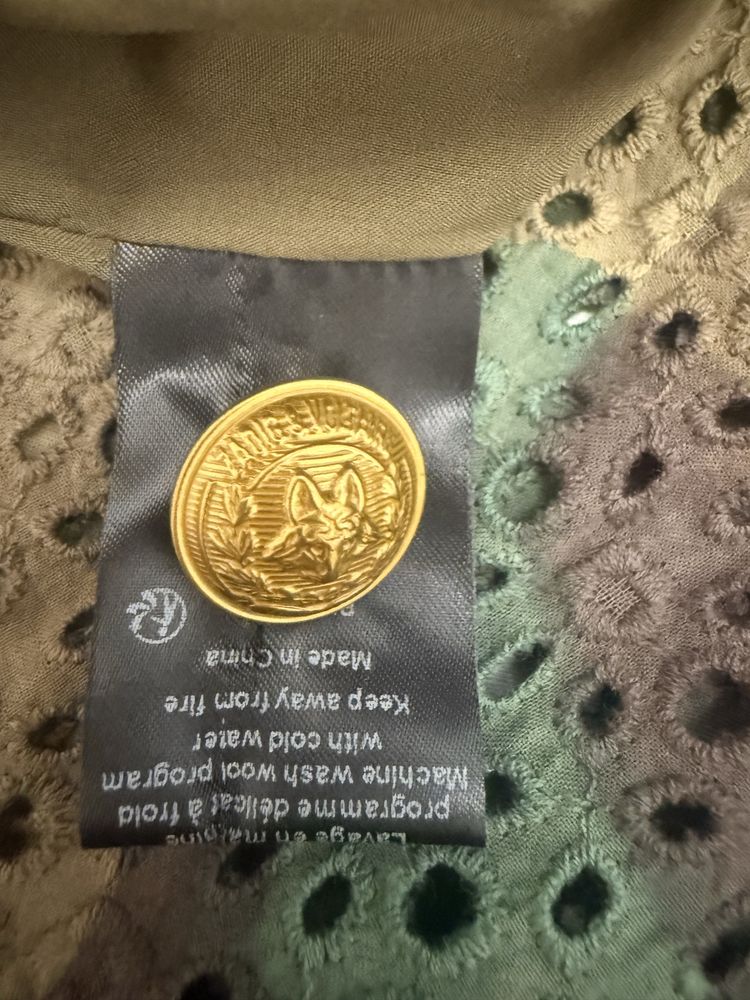 ZADIG
Lavage en machine
programme délicat à froid
Machine wash wool program
with cold water
Keep away from fire
Made in China